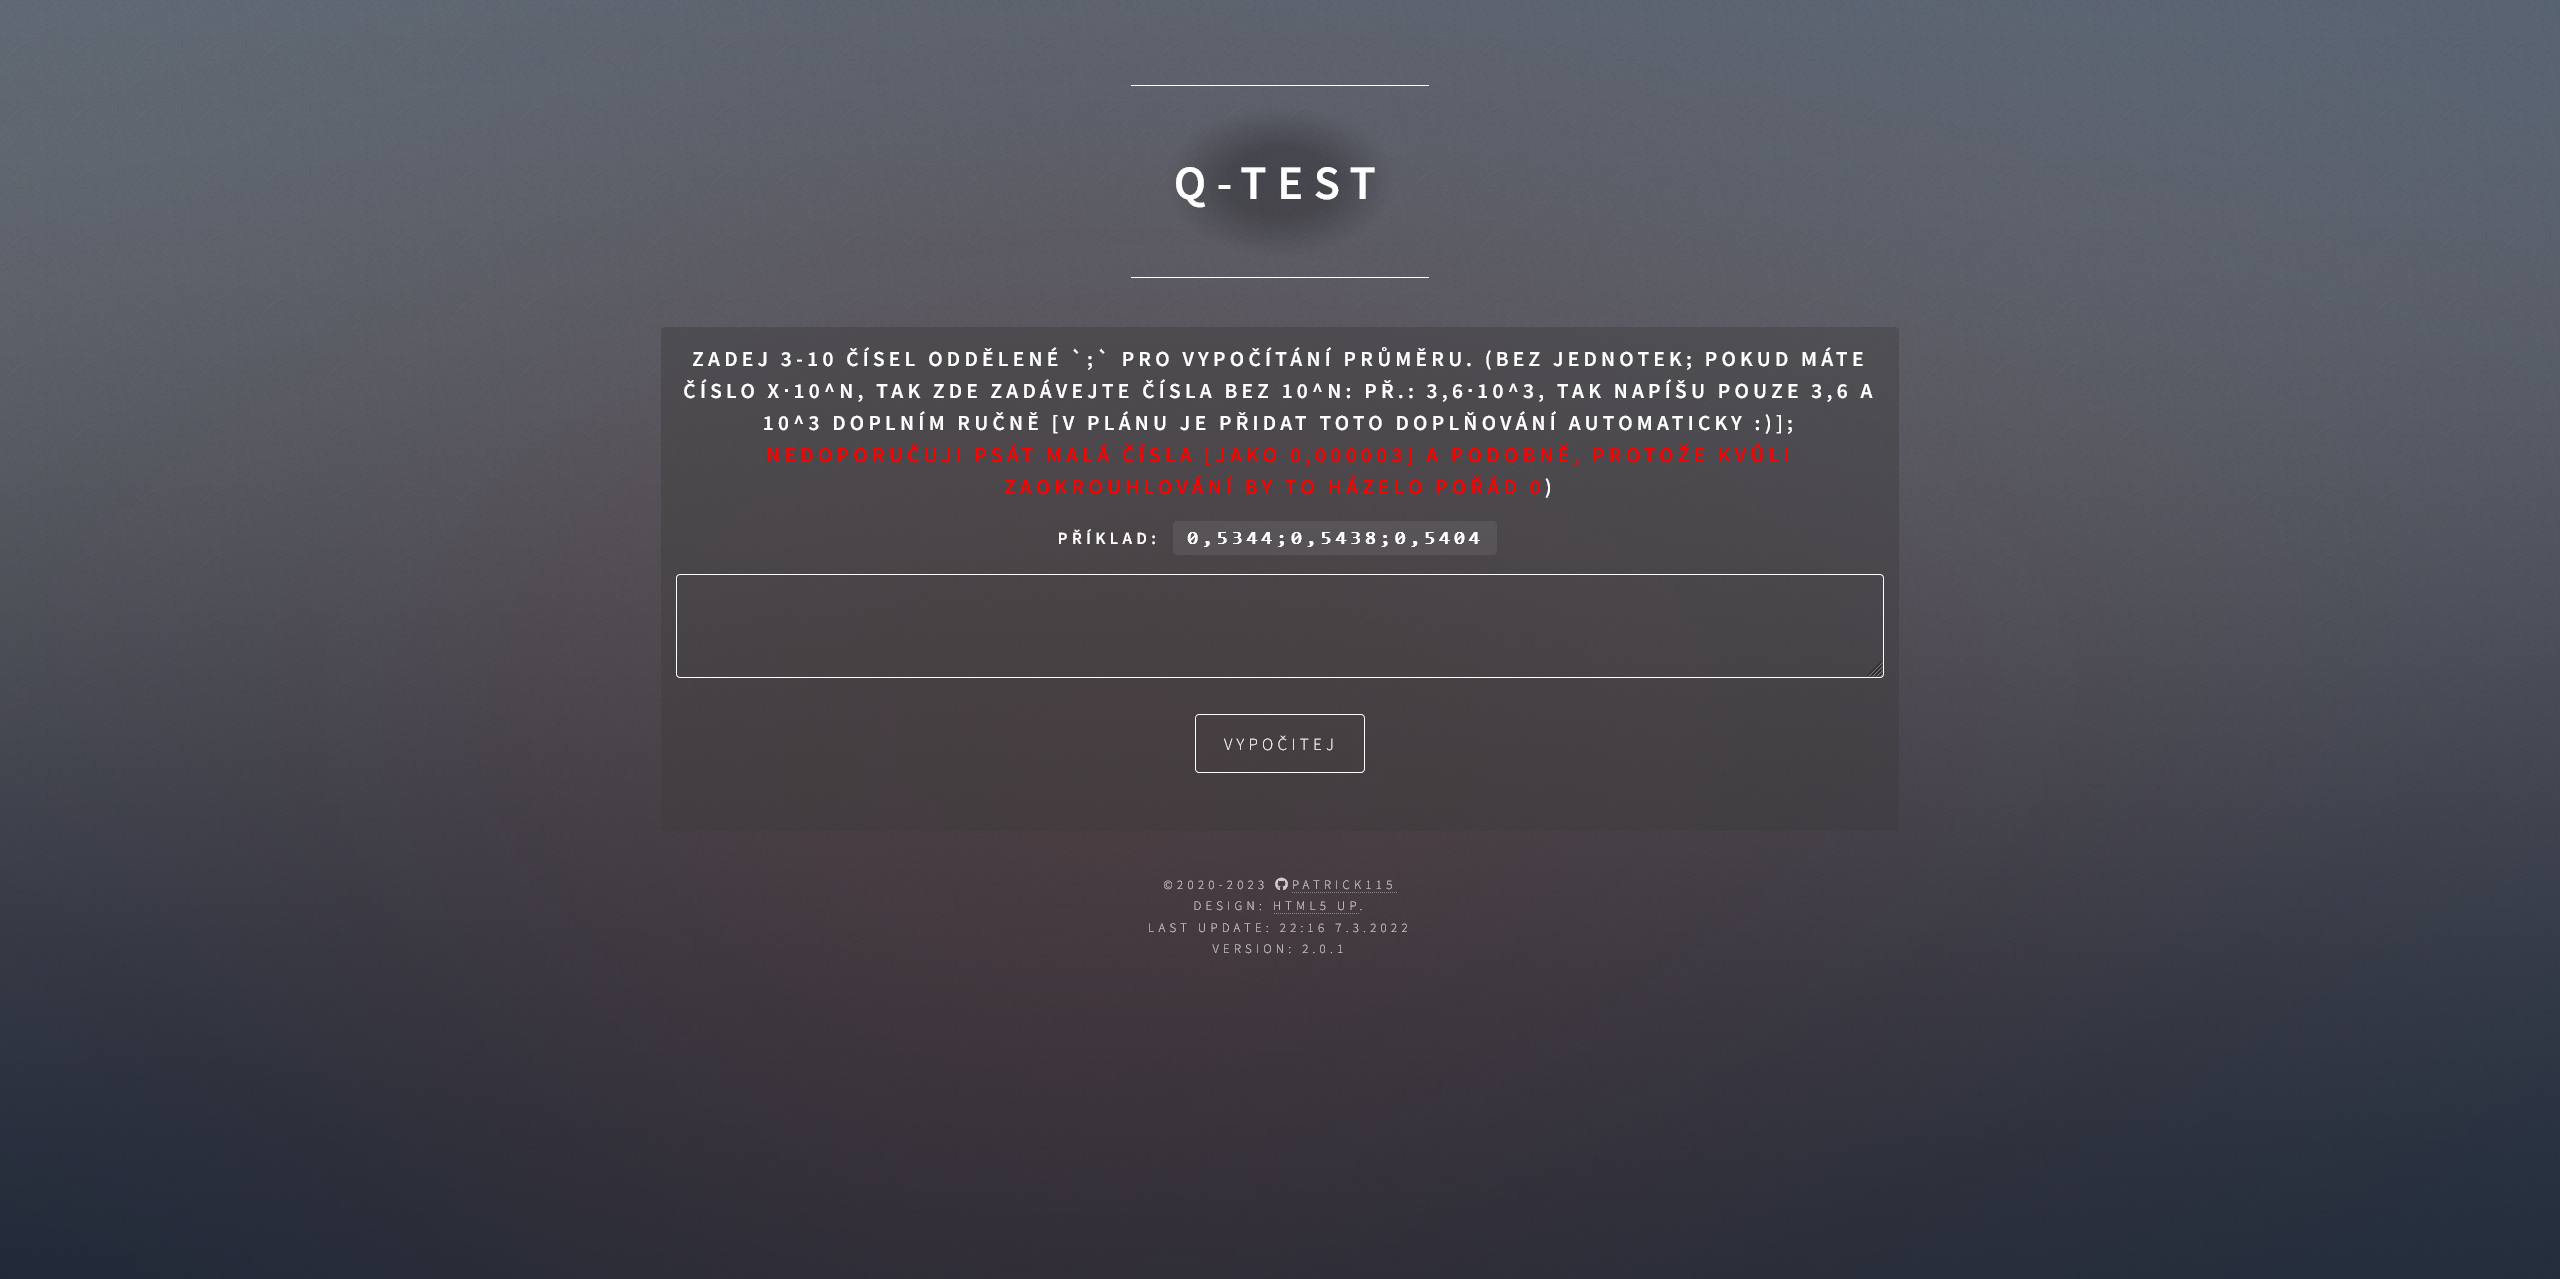 Q-TEST
ZADEJ 3-10 ČÍSEL ODDĚLENÉ `;` PRO VYPOČÍTÁNÍ PRŮMĚRU. (BEZ JEDNOTEK; POKUD MÁTE
ČÍSLO X·10^N, TAK ZDE ZADÁVEJTE ČÍSLA BEZ 10^N: PŘ.: 3,6·10^3, TAK NAPÍŠU POUZE 3,6 A
10^3 DOPLNÍM RUČNĚ [V PLÁNU JE PŘIDAT TOTO DOPLŇOVÁNÍ AUTOMATICKY :)];
NEDOPORUČUJI PSÁT MALÁ ČÍSLA [JAKO 0,000003] A PODOBNĚ, PROTOŽE KVŮLI
ZAOKROUHLOVÁNÍ BY TO HÁZELO POŘÁD 0)
PŘÍKLAD: 0,5344;0,5438;0,5404
VYPOČITEJ
©2020-2023 PATRICK115
DESIGN: HTML5 UP.
LAST UPDATE: 22:16 7.3.2022
VERSION: 2.0.1